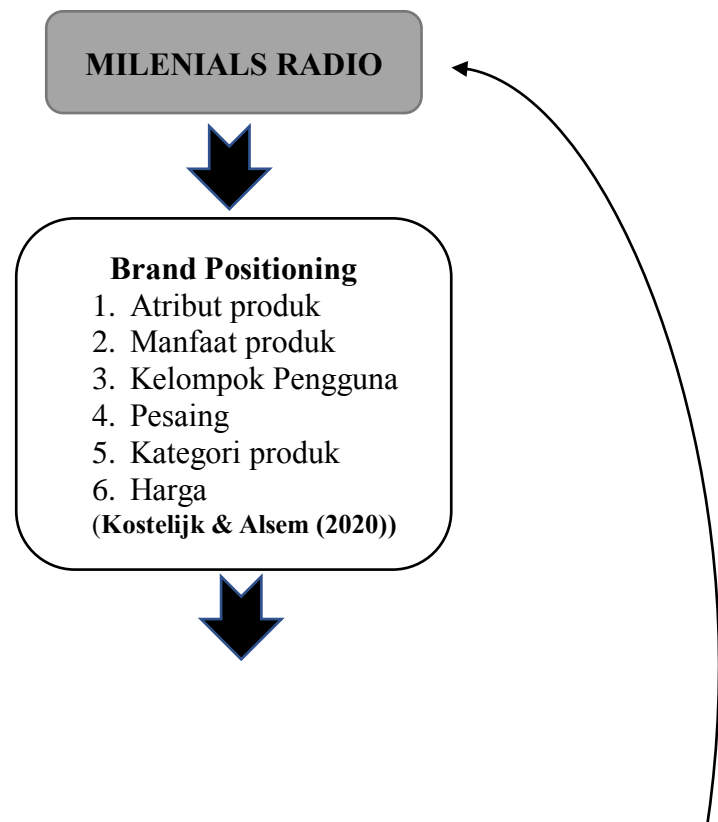 MILENIALS RADIO
Brand Positioning
1. Atribut produk
2. Manfaat produk
3. Kelompok Pengguna
4. Pesaing
5. Kategori produk
6. Harga
(Kostelijk & Alsem (2020))